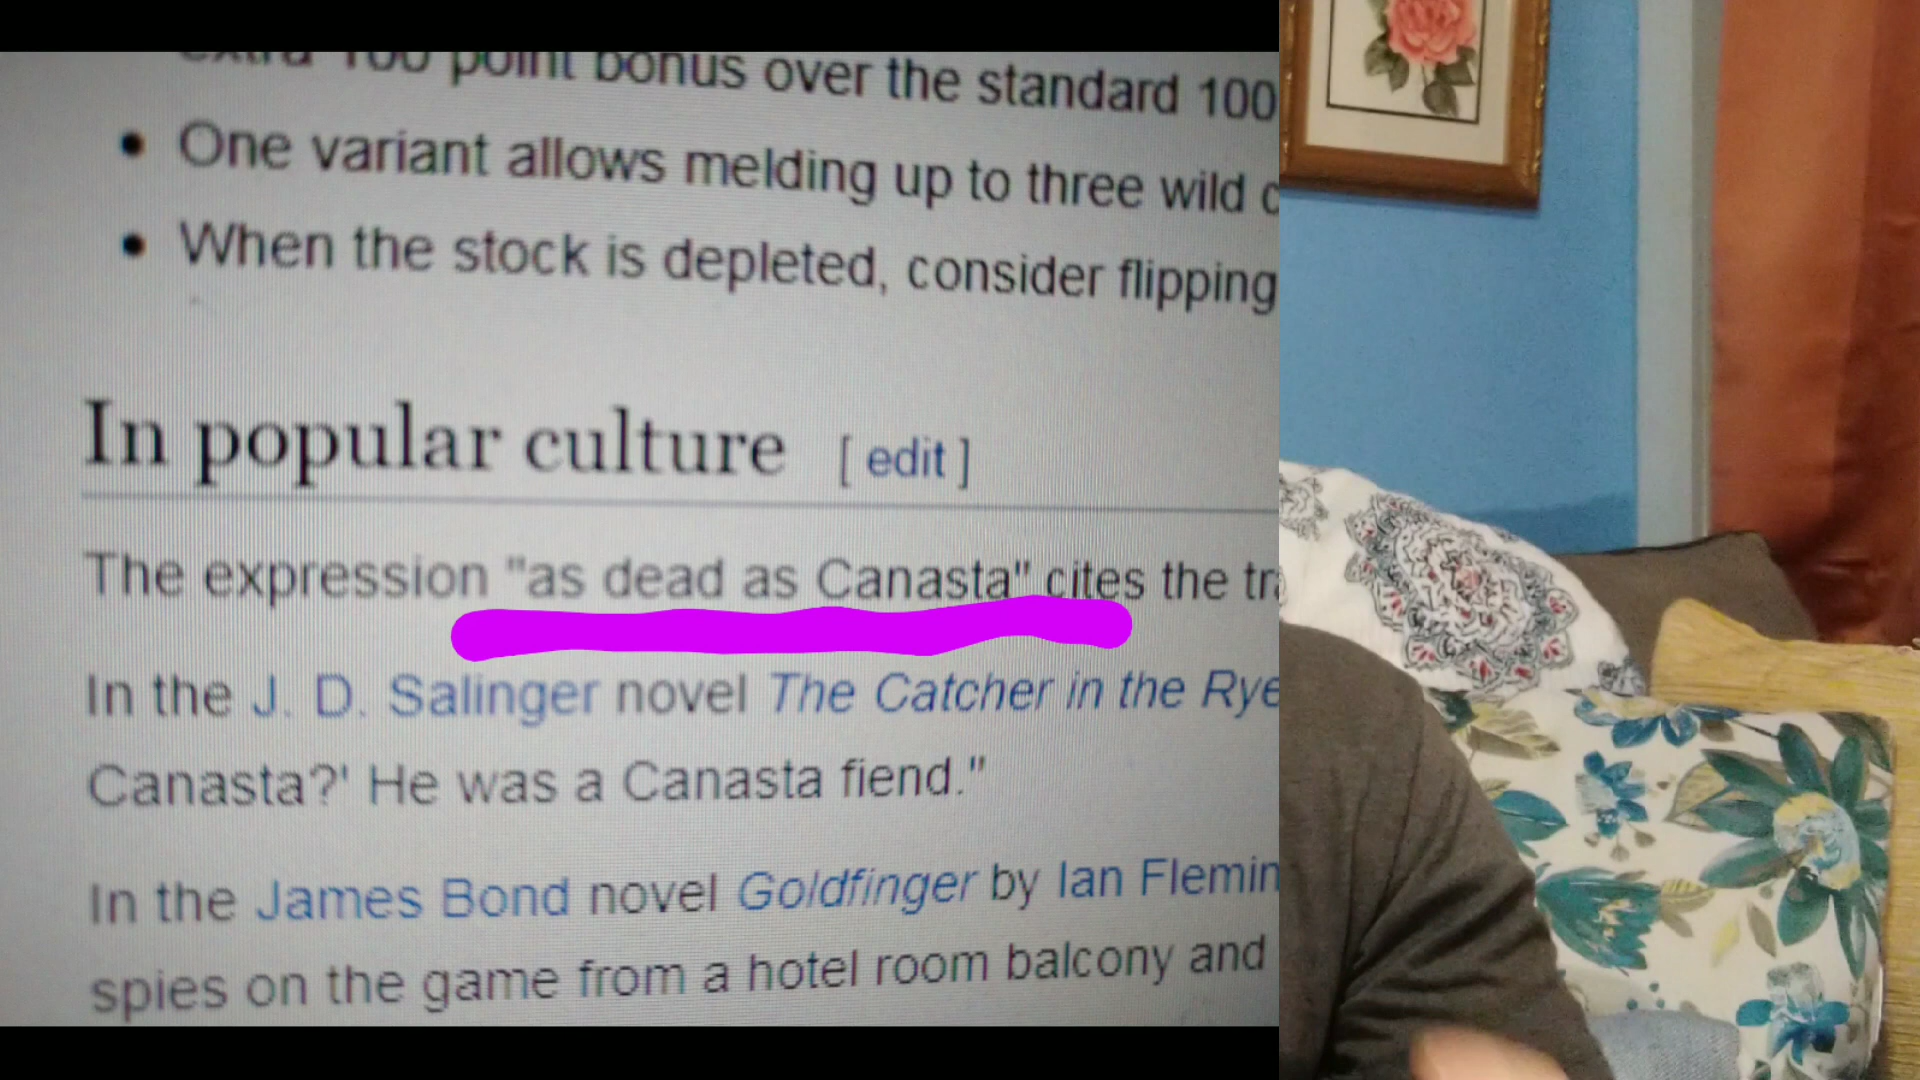 extra 100 point bonus over the standard 100
• One variant allows melding up to three wild
• When the stock is depleted, consider flipping
In popular culture [ edit ]
The expression "as dead as Canasta" cites the
In the J. D. Salinger novel The Catcher in the Rye
Canasta?' He was a Canasta fiend."
In the James Bond novel Goldfinger by Ian
spies on the game from a hotel room balcony and